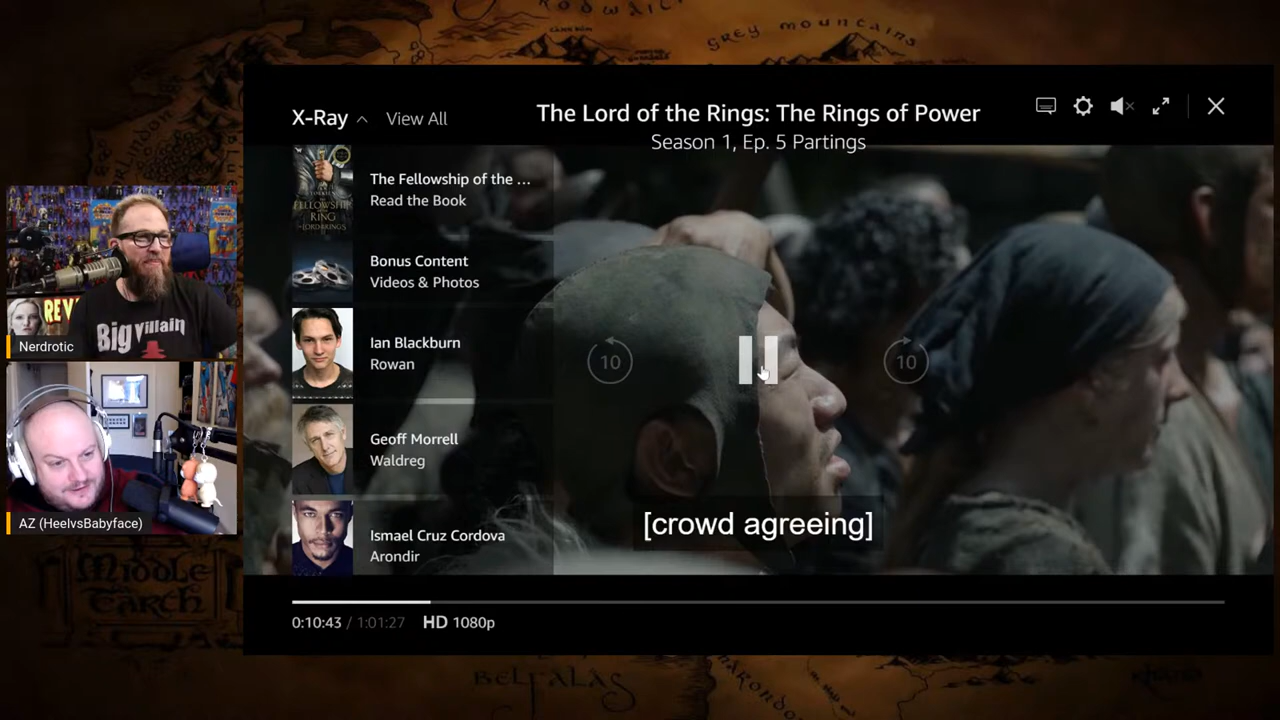 GREY MOUNTAINS
X-Ray
View All
The Lord of the Rings: The Rings of Power
Season 1, Ep. 5 Partings
The Fellowship of the ...
Read the Book
FELLOWSHIP
RING
Bonus Content
Videos & Photos
Ian Blackburn
Rowan
Geoff Morrell
Waldreg
Ismael Cruz Cordova
Arondir
10
10
[crowd agreeing]
0:10:43 / 1:01:27
HD 1080p
REV
Big Villain
Nerdrotic
AZ (HeelvsBabyface)
Middle
Earth
BELFALAS